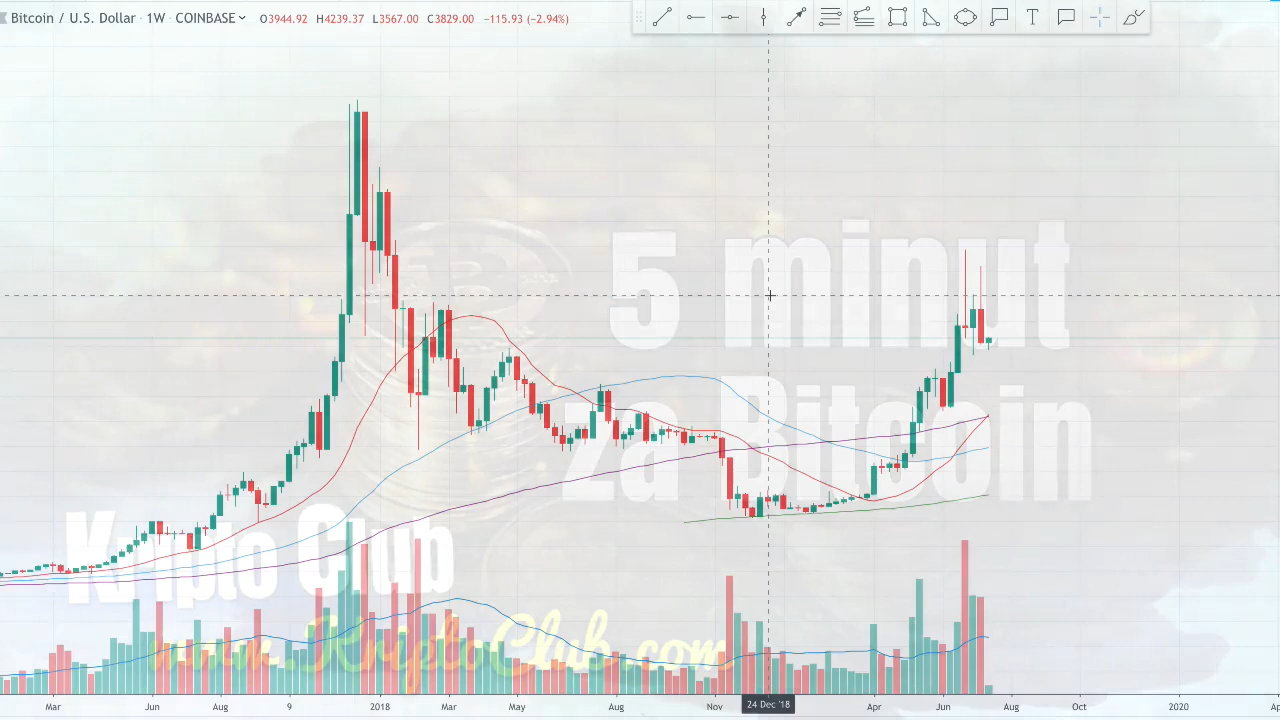 Bitcoin / U.S. Dollar · 1W · COINBASE O3944.92 H4239.37 L3567.00 C3829.00 −115.93 (−2.94%)
T
5 minut
za Bitcoin
Kripto Club
www.KriptoClub.com
24 Dec '18
Mar Jun Aug 9 2018 Mar May Aug Nov Apr Jun Aug Oct 2020